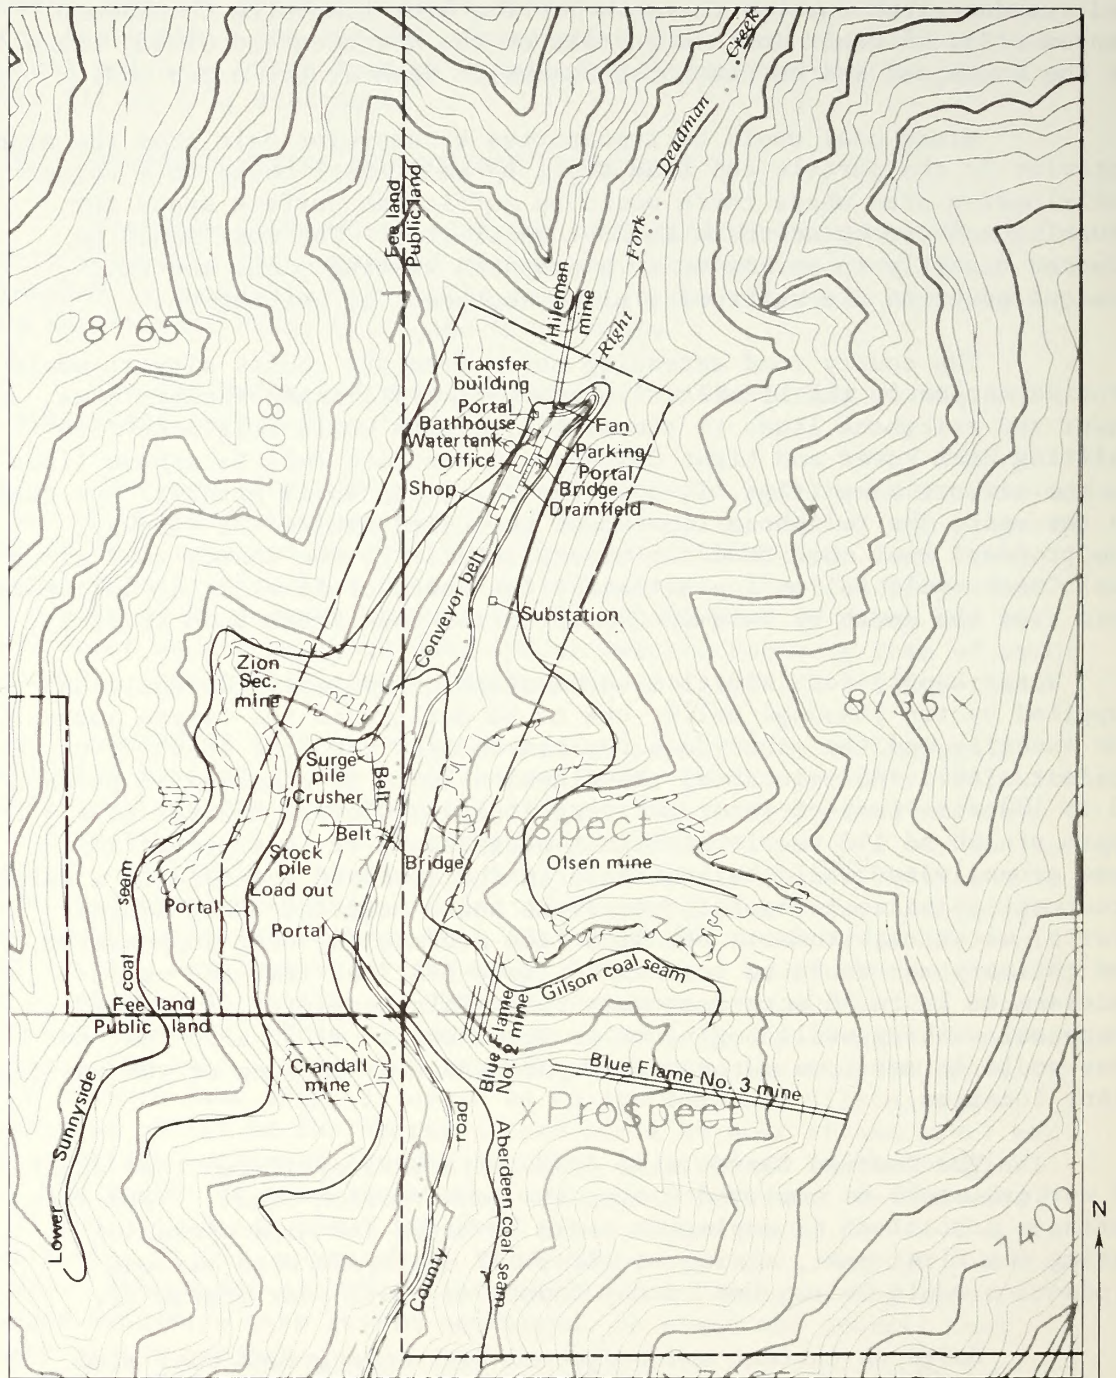 Creek
Deadman
Fork
Right
Fee land
Public land
Hileman
mine
8165
7800
Transfer
building
Portal
Bathhouse
Watertank
Office
Shop
Fan
Parking
Portal
Bridge
Drainfield
Conveyor belt
Substation
Zion
Sec.
mine
8135 x
Surge
pile
Crusher
Belt
Belt
Stock
pile
Load out
Bridge
x Prospect
Olsen mine
Portal
Portal
7400
Gilson coal seam
Lower Sunnyside coal seam
Fee land
Public land
Crandall
mine
Blue Flame
No. 2 mine
Blue Flame No. 3 mine
x Prospect
County road
Aberdeen coal seam
7400
N